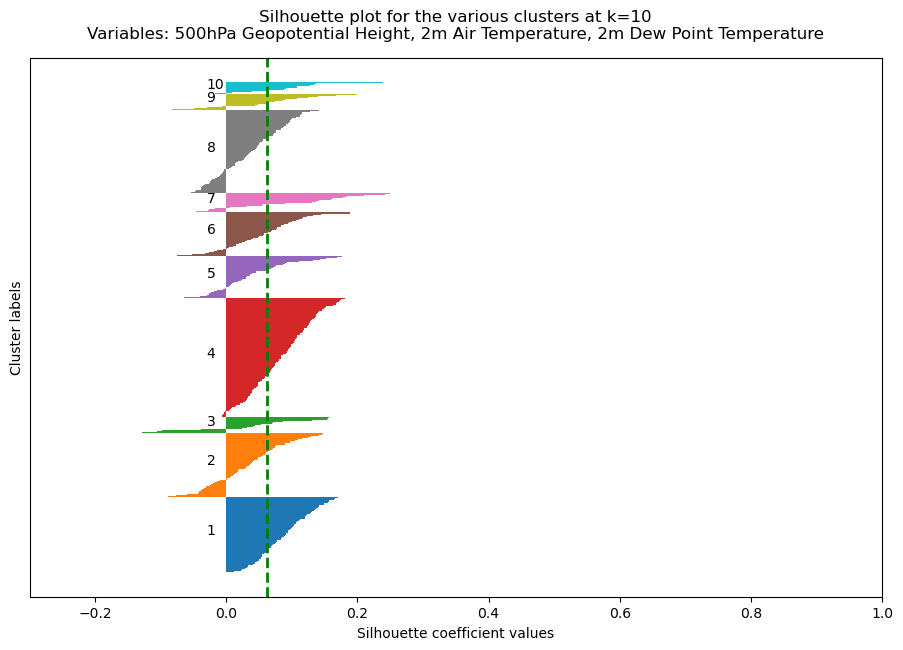 Silhouette plot for the various clusters at k=10
Variables: 500hPa Geopotential Height, 2m Air Temperature, 2m Dew Point Temperature
10
9
8
7
6
5
4
3
2
1
Cluster labels
−0.2 0.0 0.2 0.4 0.6 0.8 1.0
Silhouette coefficient values